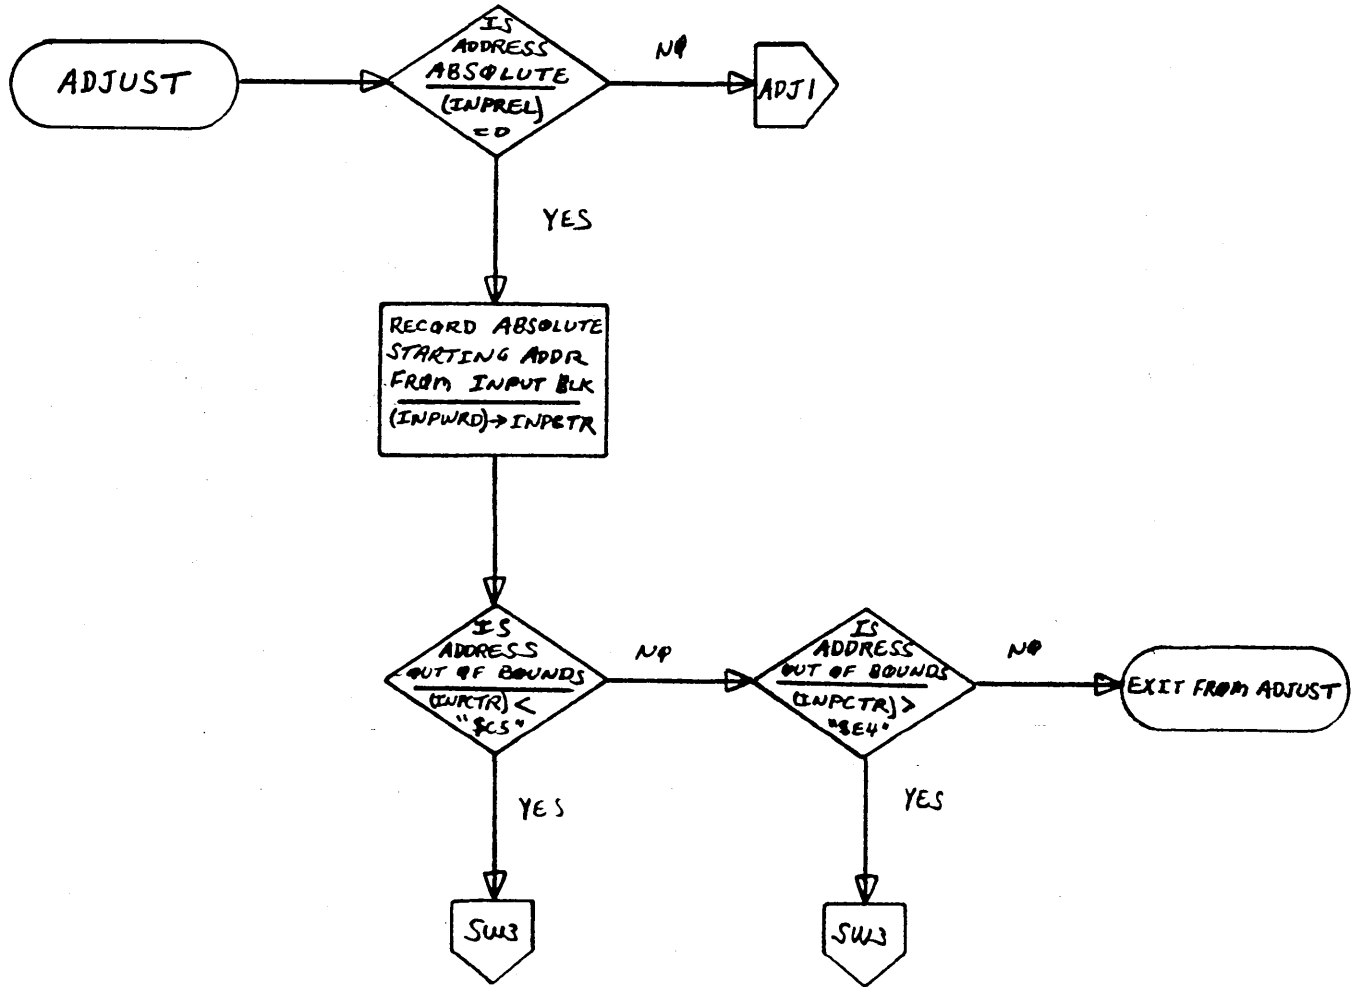 ADJUST
IS
ADDRESS
ABSOLUTE
(INPREL)
=0
NO
ADJ1
YES
RECORD ABSOLUTE
STARTING ADDR
FROM INPUT BLK
(INPWRD)→INPCTR
IS
ADDRESS
OUT OF BOUNDS
(INPCTR) <
"$C5"
NO
IS
ADDRESS
OUT OF BOUNDS
(INPCTR) >
"$E4"
NO
EXIT FROM ADJUST
YES
YES
SW3
SW3